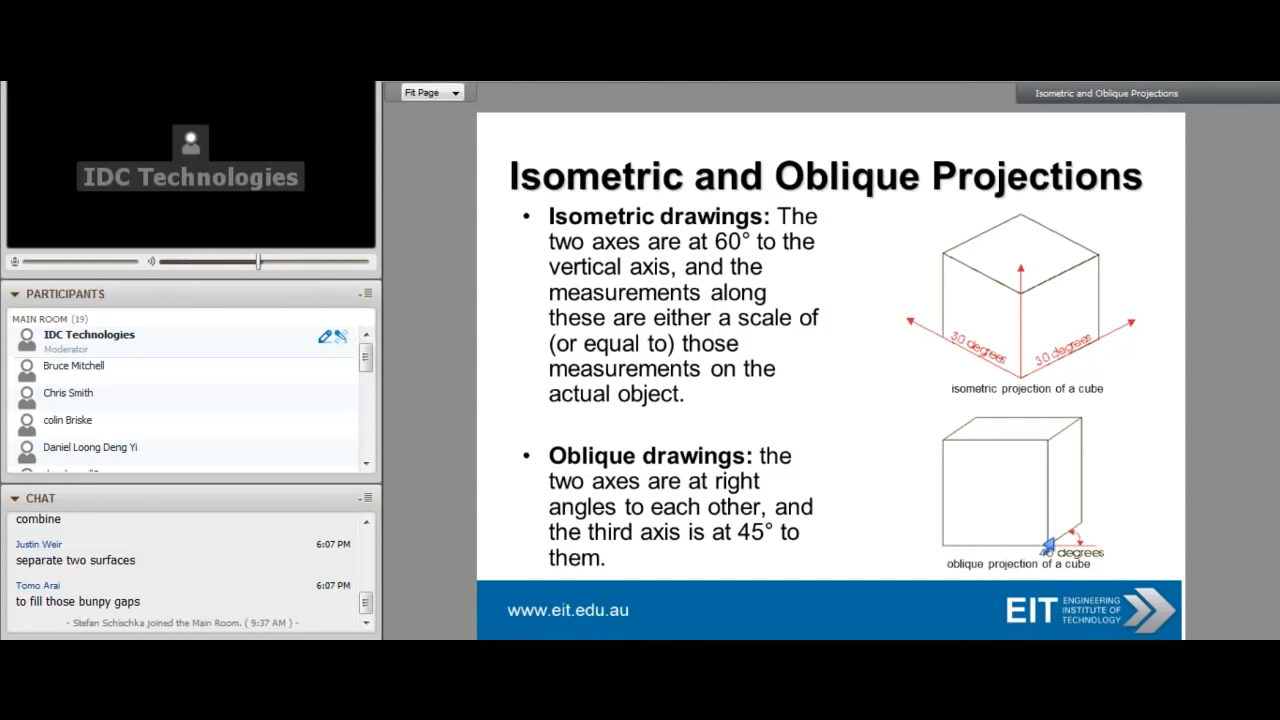 Fit Page
Isometric and Oblique Projections
IDC Technologies
PARTICIPANTS
MAIN ROOM (19)
IDC Technologies
Moderator
Bruce Mitchell
Chris Smith
colin Briske
Daniel Loong Deng Yi
CHAT
combine
Justin Weir 6:07 PM
separate two surfaces
Tomo Arai 6:07 PM
to fill those bunpy gaps
- Stefan Schischka joined the Main Room. ( 9:37 AM ) -
Isometric and Oblique Projections
• Isometric drawings: The
two axes are at 60° to the
vertical axis, and the
measurements along
these are either a scale of
(or equal to) those
measurements on the
actual object.
• Oblique drawings: the
two axes are at right
angles to each other, and
the third axis is at 45° to
them.
30 degrees
30 degrees
isometric projection of a cube
degrees
oblique projection of a cube
www.eit.edu.au
EIT
ENGINEERING
INSTITUTE OF
TECHNOLOGY